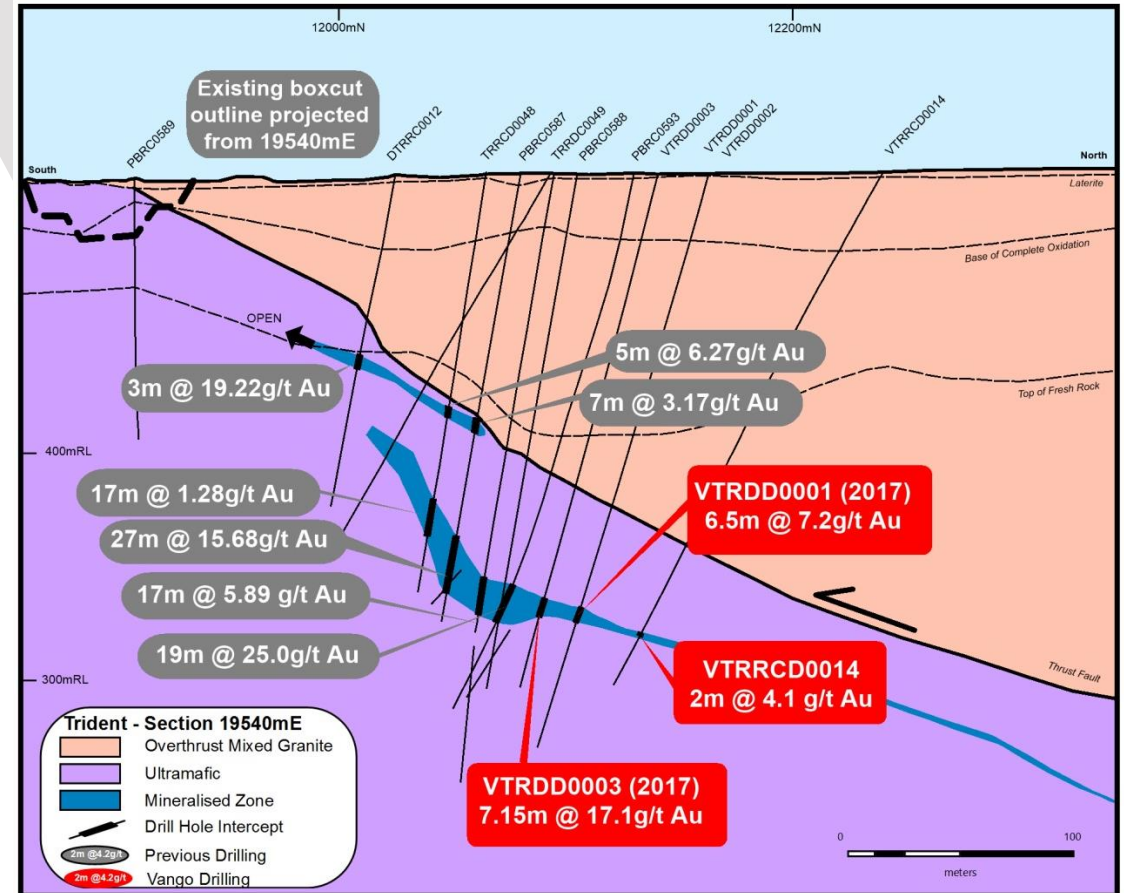 12000mN
12200mN
Existing boxcut
outline projected
from 19540mE
PBRC0589
DTRRC0012
TRRCD0048
PBRC0587
TRRDC0049
PBRC0588
PBRC0593
VTRDD0003
VTRDD0001
VTRDD0002
VTRRCD0014
South
North
Laterite
Base of Complete Oxidation
OPEN
5m @ 6.27g/t Au
3m @ 19.22g/t Au
7m @ 3.17g/t Au
Top of Fresh Rock
400mRL
17m @ 1.28g/t Au
VTRDD0001 (2017)
6.5m @ 7.2g/t Au
27m @ 15.68g/t Au
17m @ 5.89 g/t Au
19m @ 25.0g/t Au
VTRRCD0014
2m @ 4.1 g/t Au
Thrust Fault
300mRL
Trident - Section 19540mE
Overthrust Mixed Granite
Ultramafic
Mineralised Zone
Drill Hole Intercept
2m @4.2g/t
Previous Drilling
2m @4.2g/t
Vango Drilling
VTRDD0003 (2017)
7.15m @ 17.1g/t Au
0
100
meters